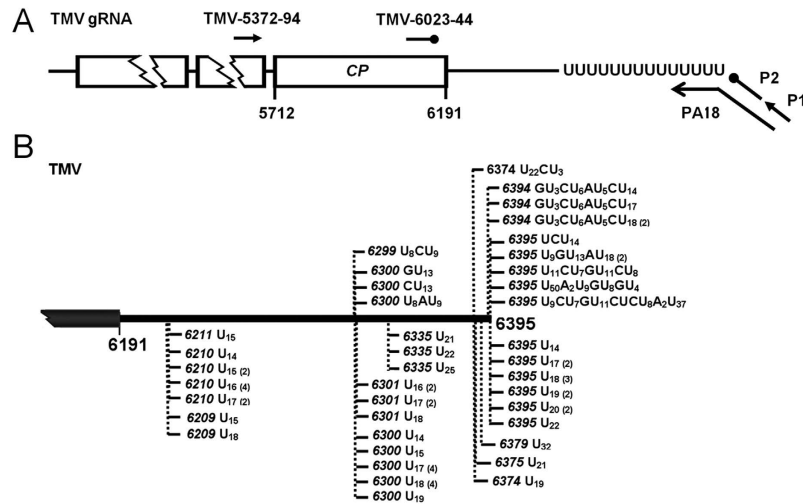 A
TMV gRNA
TMV-5372-94
TMV-6023-44
CP
UUUUUUUUUUUUUUU
P2
P1
PA18
5712
6191
B
TMV
6374 U22CU3
6394 GU3CU6AU5CU14
6394 GU3CU6AU5CU17
6394 GU3CU6AU5CU18 (2)
6299 U8CU9
6300 GU13
6300 CU13
6300 U8AU9
6395 UCU14
6395 U9GU13AU18 (2)
6395 U11CU7GU11CU8
6395 U50A2U9GU8GU4
6395 U9CU7GU11CUCU8A2U37
6191
6395
6211 U15
6210 U14
6210 U15 (2)
6210 U16 (4)
6210 U17 (2)
6209 U15
6209 U18
6335 U21
6335 U22
6335 U25
6301 U16 (2)
6301 U17 (2)
6301 U18
6300 U14
6300 U15
6300 U17 (4)
6300 U18 (4)
6300 U19
6395 U14
6395 U17 (2)
6395 U18 (3)
6395 U19 (2)
6395 U20 (2)
6395 U22
6379 U32
6375 U21
6374 U19